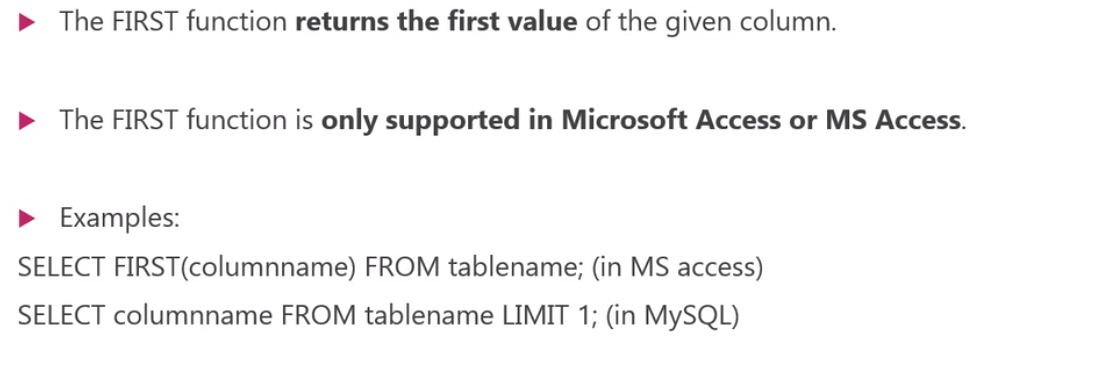 The FIRST function returns the first value of the given column.
The FIRST function is only supported in Microsoft Access or MS Access.
Examples:
SELECT FIRST(columnname) FROM tablename; (in MS access)
SELECT columnname FROM tablename LIMIT 1; (in MySQL)